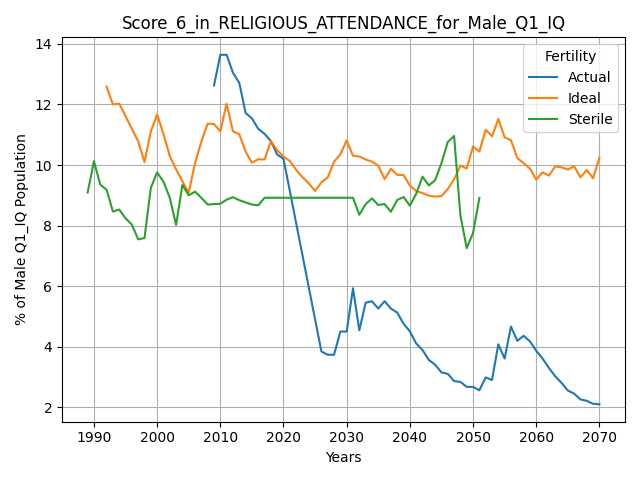 Score_6_in_RELIGIOUS_ATTENDANCE_for_Male_Q1_IQ
Fertility
Actual
Ideal
Sterile
% of Male Q1_IQ Population
14
12
10
8
6
4
2
1990 2000 2010 2020 2030 2040 2050 2060 2070
Years